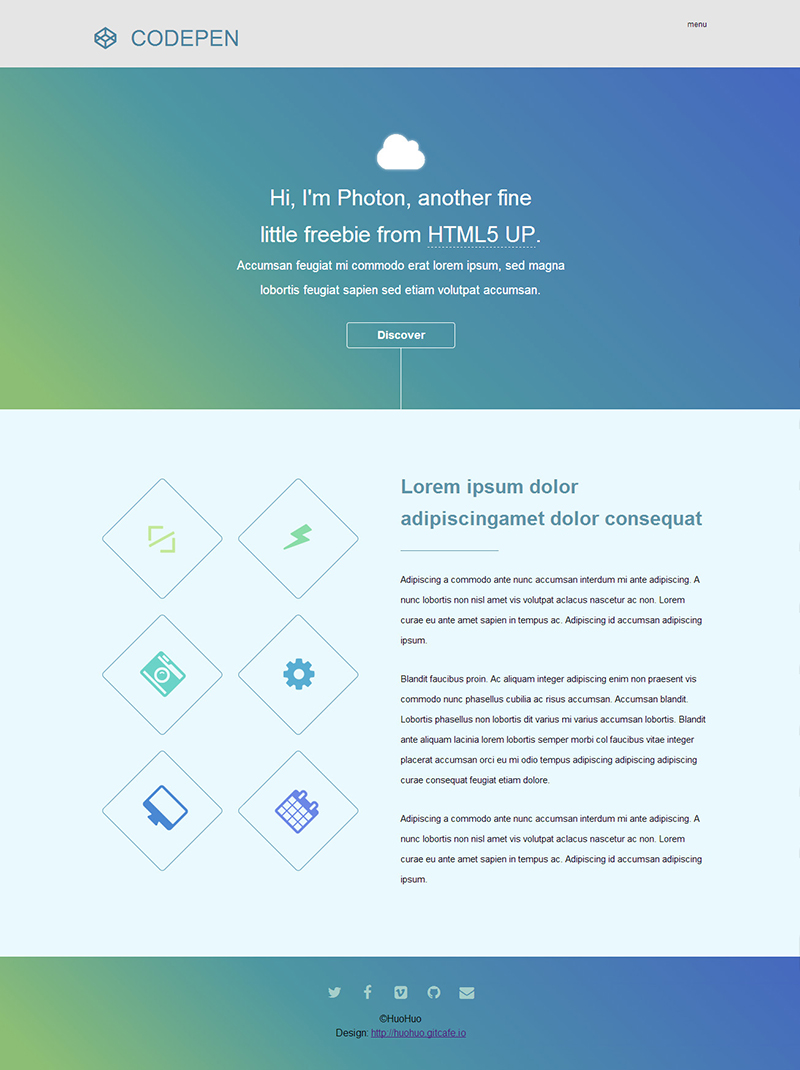 CODEPEN
menu
Hi, I'm Photon, another fine
little freebie from HTML5 UP.
Accumsan feugiat mi commodo erat lorem ipsum, sed magna
lobortis feugiat sapien sed etiam volutpat accumsan.
Discover
Lorem ipsum dolor
adipiscingamet dolor consequat
Adipiscing a commodo ante nunc accumsan interdum mi ante adipiscing. A
nunc lobortis non nisl amet vis volutpat aclacus nascetur ac non. Lorem
curae eu ante amet sapien in tempus ac. Adipiscing id accumsan adipiscing
ipsum.
Blandit faucibus proin. Ac aliquam integer adipiscing enim non praesent vis
commodo nunc phasellus cubilia ac risus accumsan. Accumsan blandit.
Lobortis phasellus non lobortis dit varius mi varius accumsan lobortis. Blandit
ante aliquam lacinia lorem lobortis semper morbi col faucibus vitae integer
placerat accumsan orci eu mi odio tempus adipiscing adipiscing adipiscing
curae consequat feugiat etiam dolore.
Adipiscing a commodo ante nunc accumsan interdum mi ante adipiscing. A
nunc lobortis non nisl amet vis volutpat aclacus nascetur ac non. Lorem
curae eu ante amet sapien in tempus ac. Adipiscing id accumsan adipiscing
ipsum.
©HuoHuo
Design: http://huohuo.gitcafe.io